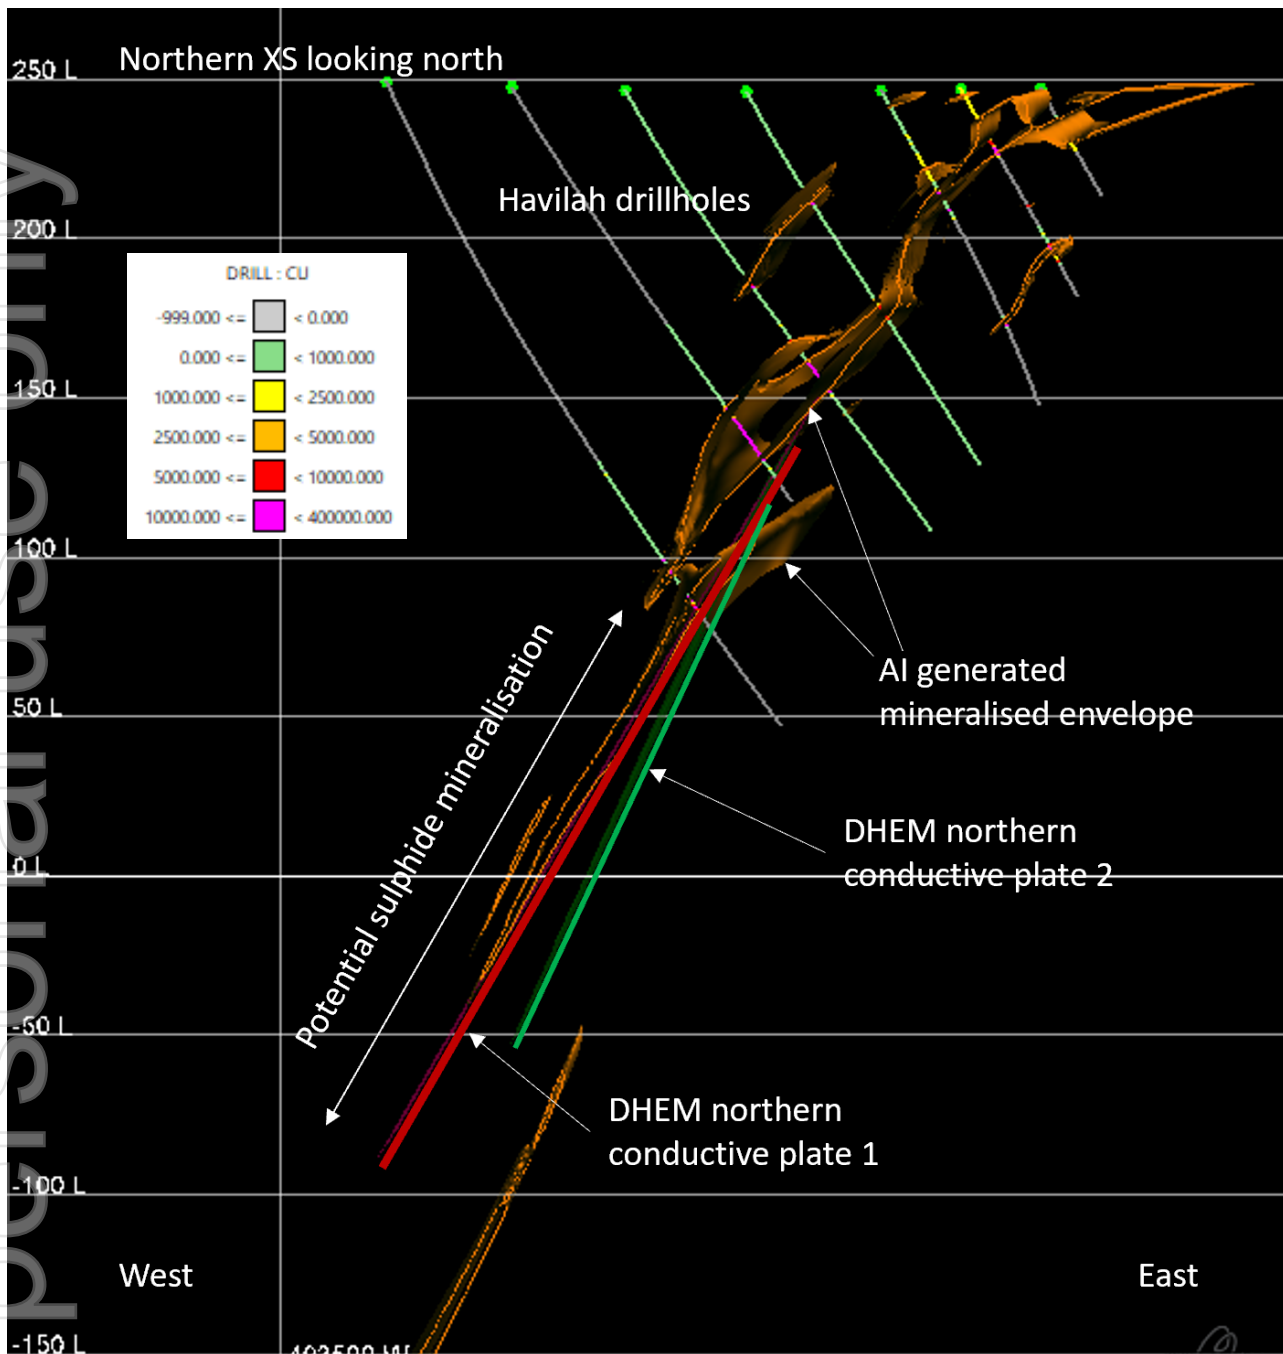 Northern XS looking north
250 L
Havilah drillholes
200 L
DRILL : CU
-999.000 <= < 0.000
0.000 <= < 1000.000
1000.000 <= < 2500.000
2500.000 <= < 5000.000
5000.000 <= < 10000.000
10000.000 <= < 400000.000
150 L
100 L
Potential sulphide mineralisation
AI generated
mineralised envelope
50 L
DHEM northern
conductive plate 2
0 L
-50 L
DHEM northern
conductive plate 1
-100 L
West
East
-150 L
personal use only